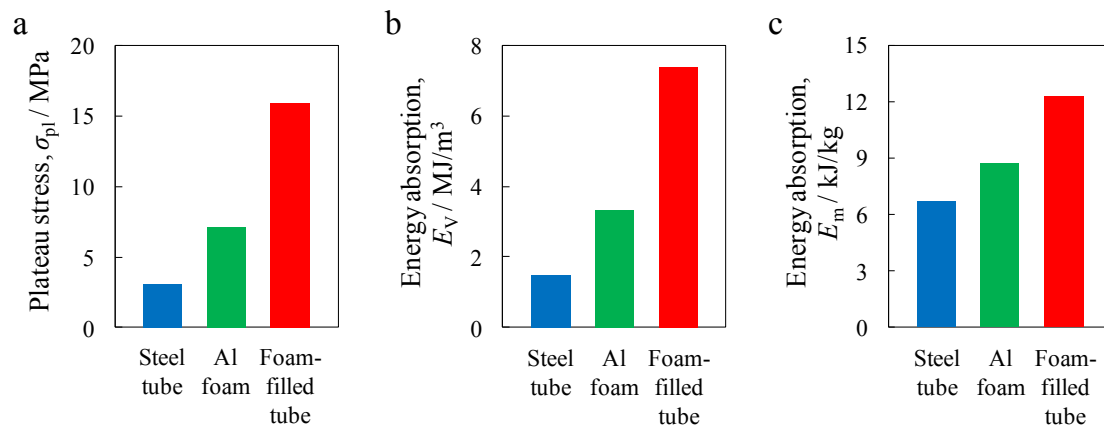 a
20
15
10
5
0
Plateau stress, σpl / MPa
Steel tube
Al foam
Foam-filled tube
b
8
6
4
2
0
Energy absorption,
EV / MJ/m³
Steel tube
Al foam
Foam-filled tube
c
15
12
9
6
3
0
Energy absorption,
Em / kJ/kg
Steel tube
Al foam
Foam-filled tube